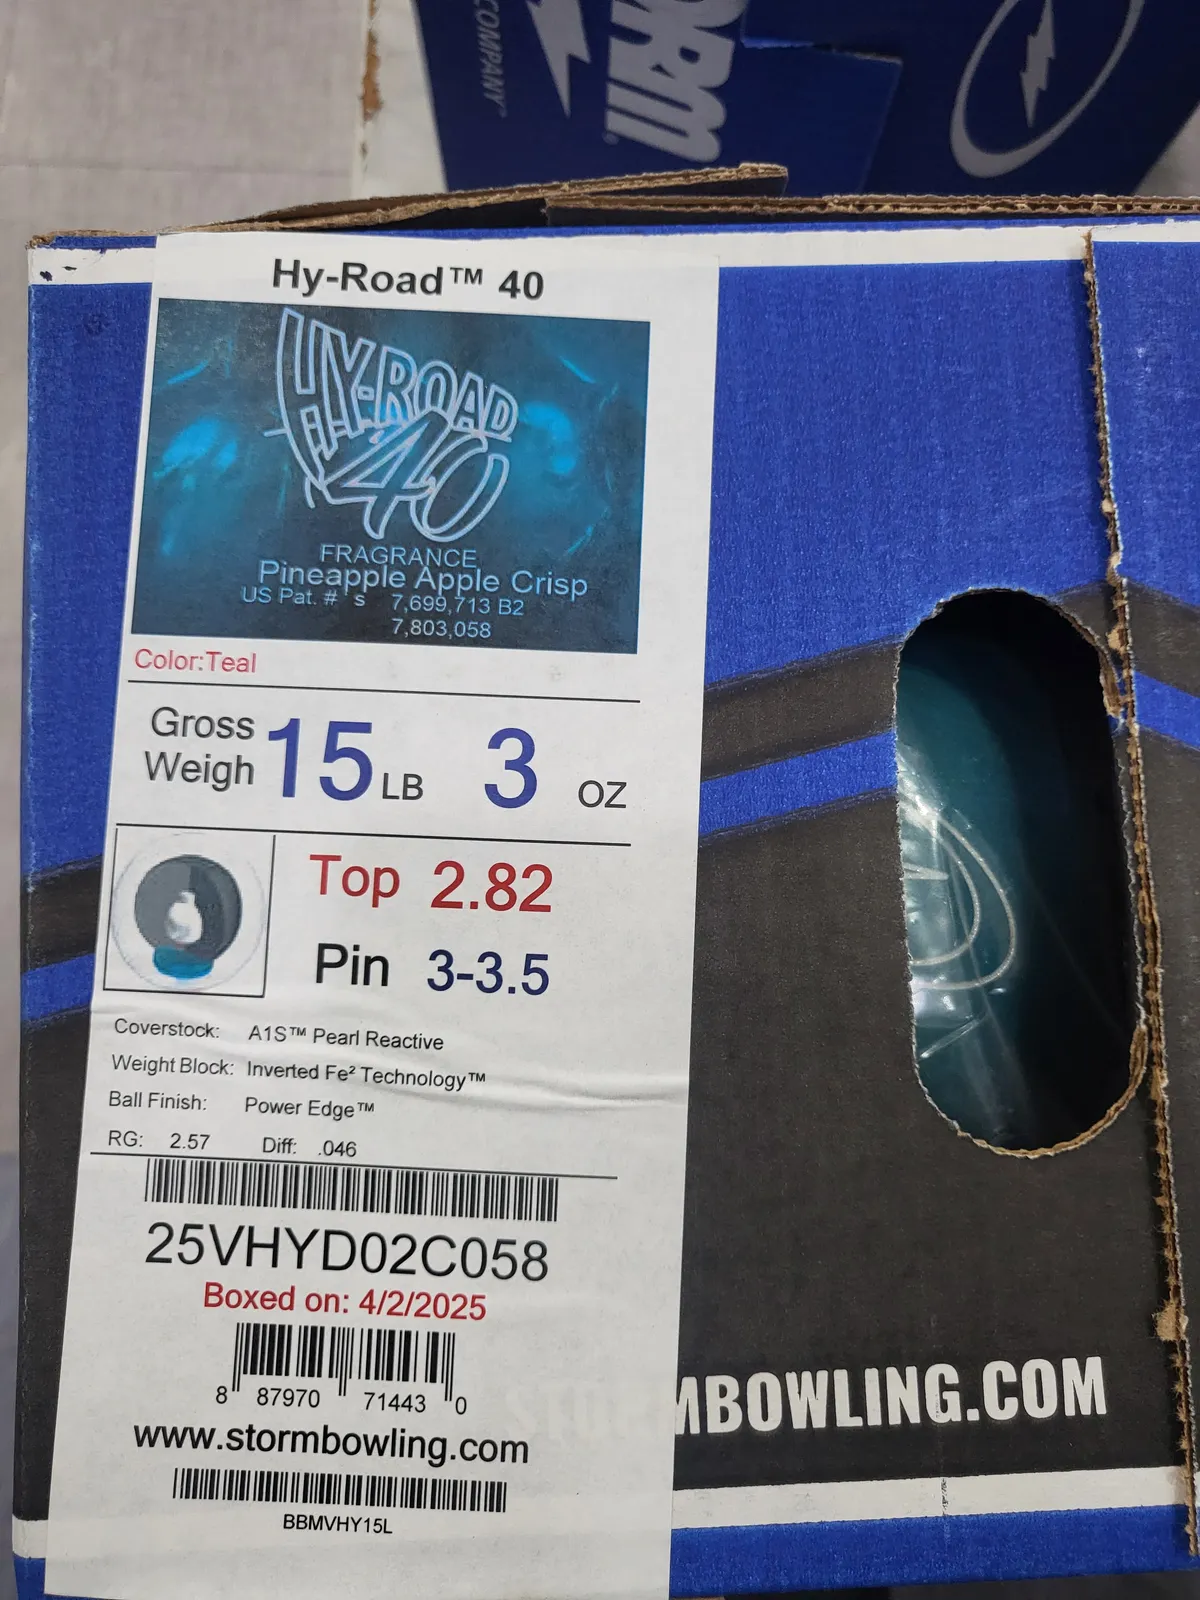 COMPANY
STORM
Hy-Road™ 40
HY-ROAD
40
FRAGRANCE
Pineapple Apple Crisp
US Pat. # s 7,699,713 B2
7,803,058
Color:Teal
Gross Weigh 15 LB 3 oz
Top 2.82
Pin 3-3.5
Coverstock: A1S™ Pearl Reactive
Weight Block: Inverted Fe² Technology™
Ball Finish: Power Edge™
RG: 2.57 Diff: .046
25VHYD02C058
Boxed on: 4/2/2025
8 87970 71443 0
www.stormbowling.com
BBMVHY15L
STORMBOWLING.COM